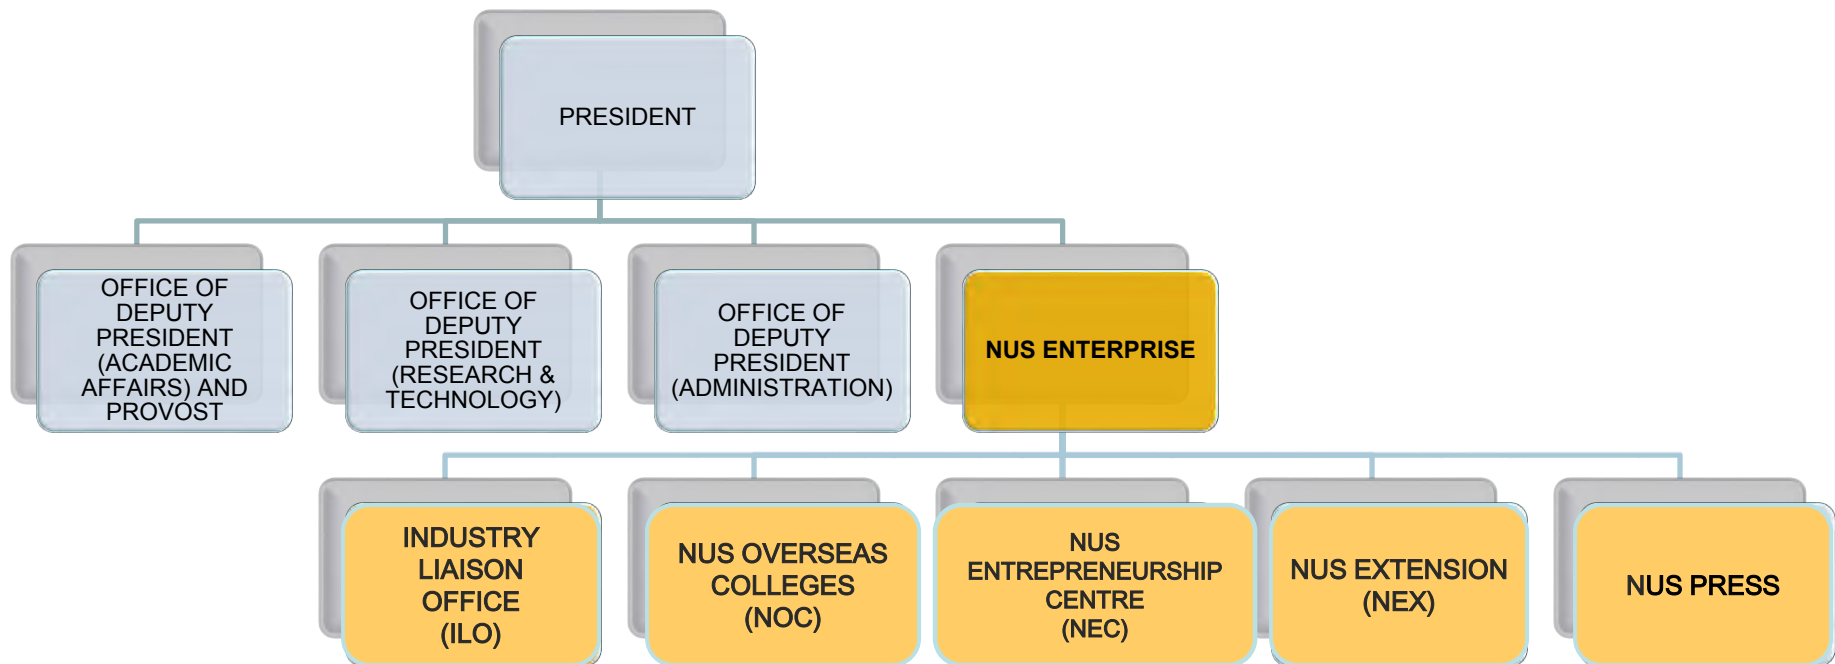 PRESIDENT
OFFICE OF
DEPUTY
PRESIDENT
(ACADEMIC
AFFAIRS) AND
PROVOST
OFFICE OF
DEPUTY
PRESIDENT
(RESEARCH &
TECHNOLOGY)
OFFICE OF
DEPUTY
PRESIDENT
(ADMINISTRATION)
NUS ENTERPRISE
INDUSTRY
LIAISON
OFFICE
(ILO)
NUS OVERSEAS
COLLEGES
(NOC)
NUS
ENTREPRENEURSHIP
CENTRE
(NEC)
NUS EXTENSION
(NEX)
NUS PRESS